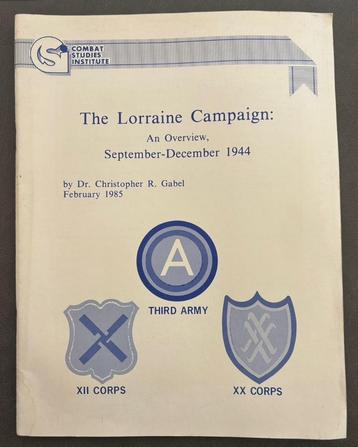 COMBAT
STUDIES
INSTITUTE
The Lorraine Campaign:
An Overview,
September-December 1944
by Dr. Christopher R. Gabel
February 1985
A
THIRD ARMY
XII CORPS
XX CORPS